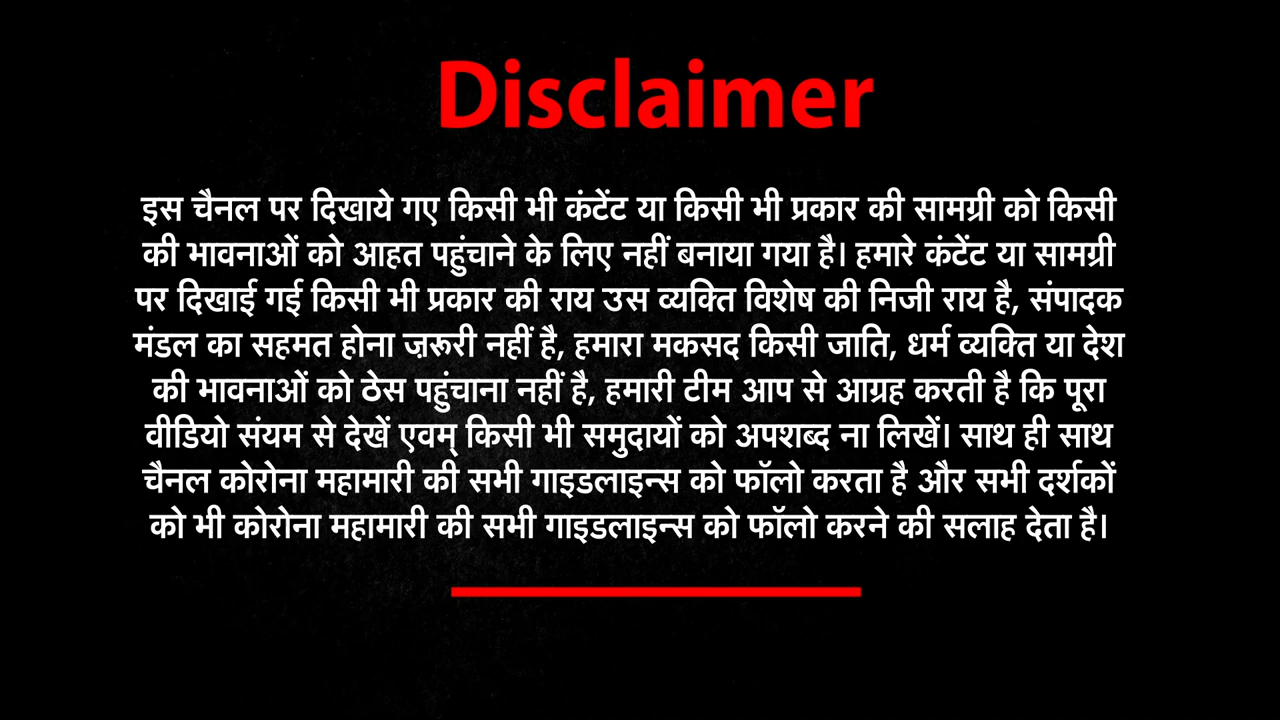 Disclaimer
इस चैनल पर दिखाये गए किसी भी कंटेंट या किसी भी प्रकार की सामग्री को किसी
की भावनाओं को आहत पहुंचाने के लिए नहीं बनाया गया है। हमारे कंटेंट या सामग्री
पर दिखाई गई किसी भी प्रकार की राय उस व्यक्ति विशेष की निजी राय है, संपादक
मंडल का सहमत होना ज़रूरी नहीं है, हमारा मकसद किसी जाति, धर्म व्यक्ति या देश
की भावनाओं को ठेस पहुंचाना नहीं है, हमारी टीम आप से आग्रह करती है कि पूरा
वीडियो संयम से देखें एवम् किसी भी समुदायों को अपशब्द ना लिखें। साथ ही साथ
चैनल कोरोना महामारी की सभी गाइडलाइन्स को फॉलो करता है और सभी दर्शकों
को भी कोरोना महामारी की सभी गाइडलाइन्स को फॉलो करने की सलाह देता है।